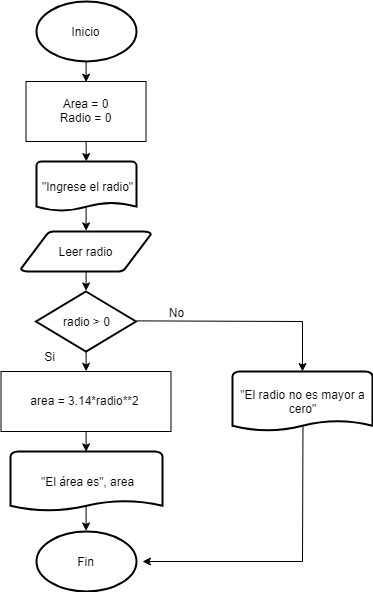 Inicio
Area = 0
Radio = 0
"Ingrese el radio"
Leer radio
radio > 0
No
Si
area = 3.14*radio**2
"El radio no es mayor a
cero"
"El área es", area
Fin